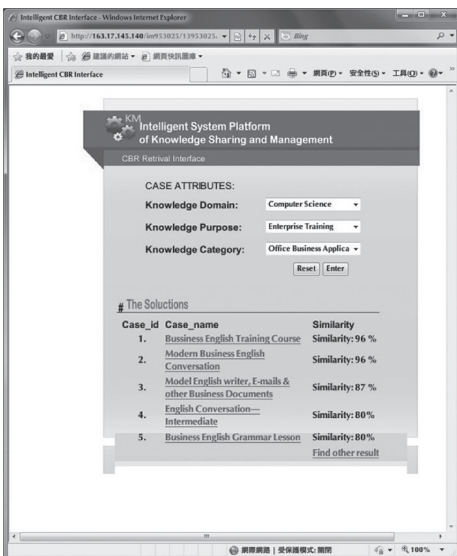 Intelligent CBR Interface - Windows Internet Explorer
http://163.17.145.140/im953025/13953025.
Bing
我的最愛
建議的網站
網頁快訊圖庫
Intelligent CBR Interface
網頁(P)
安全性(S)
工具(O)
KM
Intelligent System Platform
of Knowledge Sharing and Management
CBR Retrival Interface
CASE ATTRIBUTES:
Knowledge Domain: Computer Science
Knowledge Purpose: Enterprise Training
Knowledge Category: Office Business Applica
Reset Enter
# The Soluctions
Case_id Case_name Similarity
1. Bussiness English Training Course Similarity: 96 %
2. Modern Business English
Conversation Similarity: 96 %
3. Model English writer, E-mails &
other Business Documents Similarity: 87 %
4. English Conversation—
Intermediate Similarity: 80%
5. Business English Grammar Lesson Similarity: 80%
Find other result
網際網路 | 受保護模式: 關閉
100%